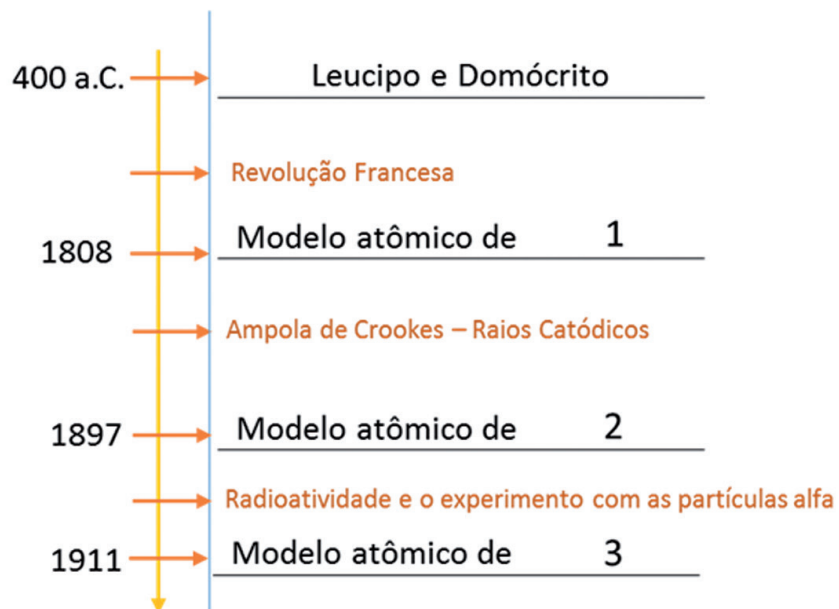 400 a.C. Leucipo e Domócrito
Revolução Francesa
1808 Modelo atômico de 1
Ampola de Crookes – Raios Catódicos
1897 Modelo atômico de 2
Radioatividade e o experimento com as partículas alfa
1911 Modelo atômico de 3